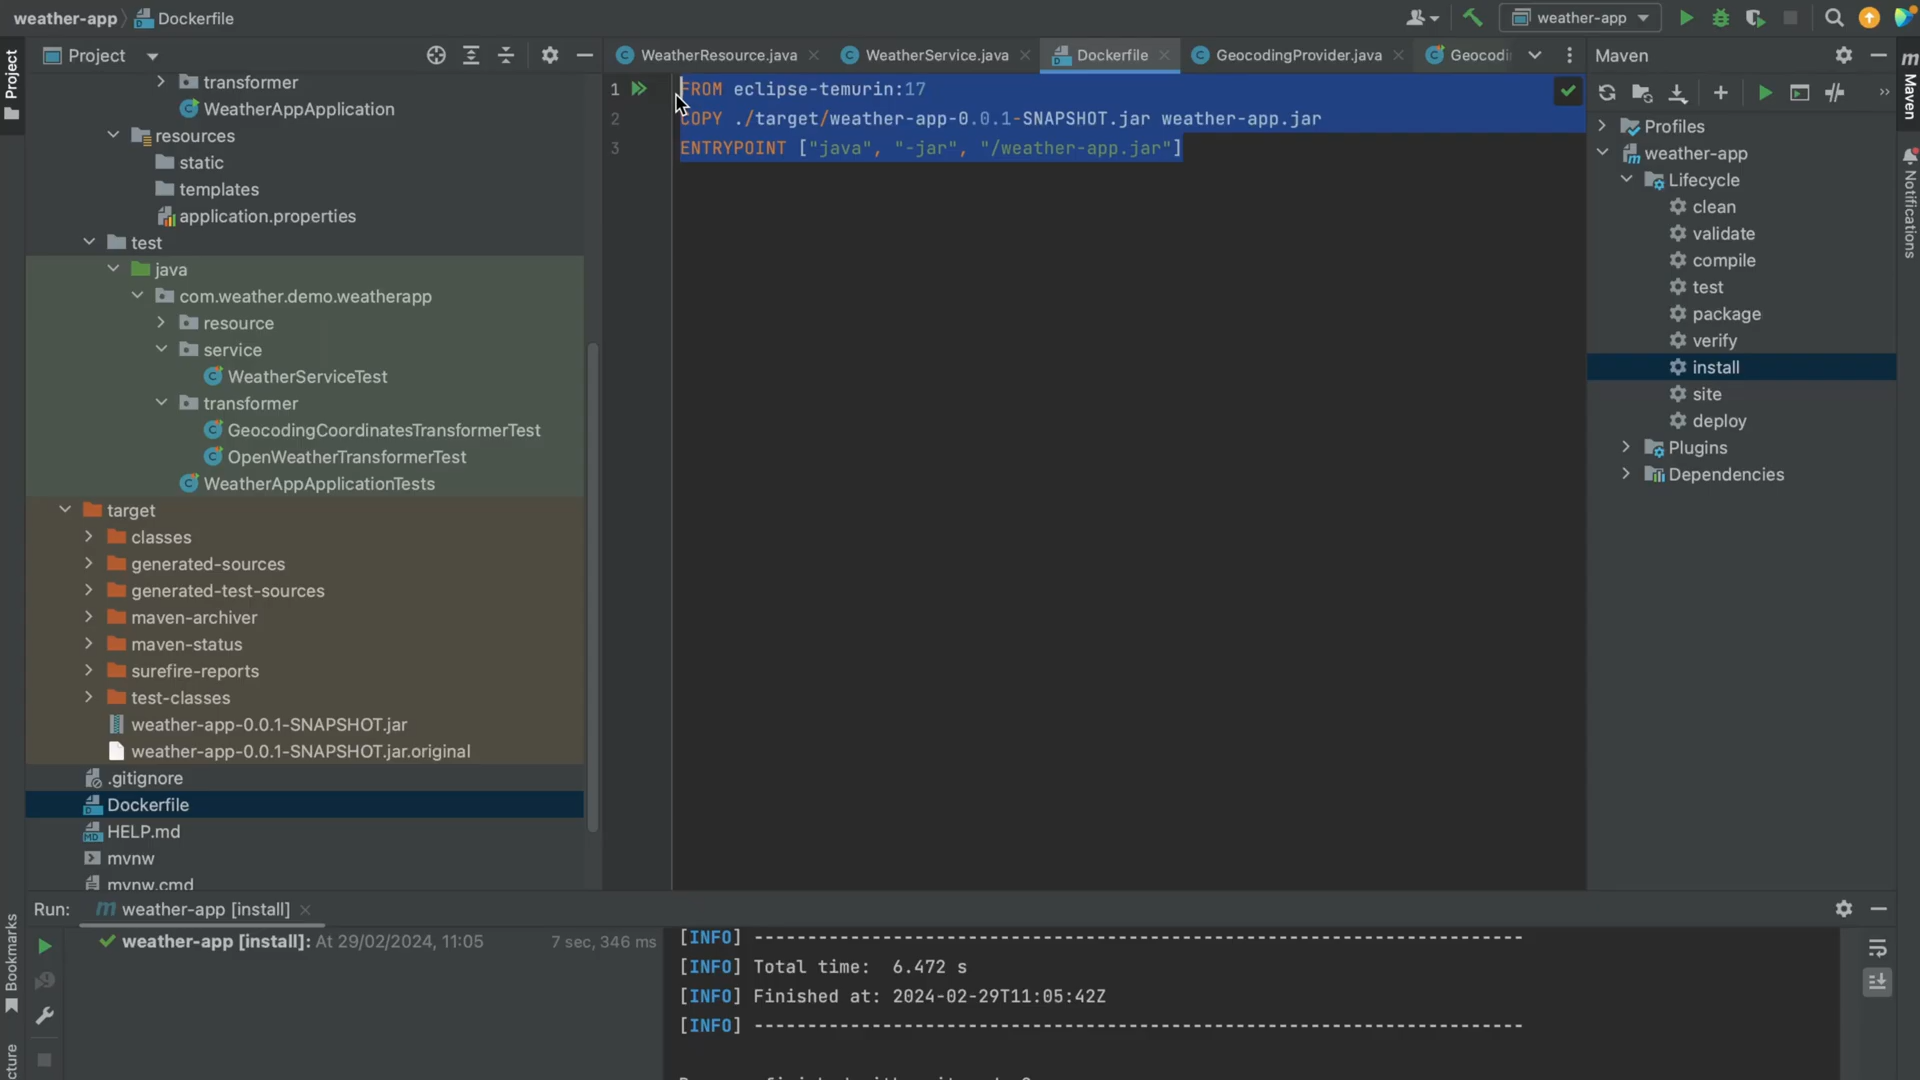 weather-app
Dockerfile
weather-app
Project
WeatherResource.java
WeatherService.java
Dockerfile
GeocodingProvider.java
Maven
Project
Maven
Notifications
Bookmarks
transformer
WeatherAppApplication
resources
static
templates
application.properties
test
java
com.weather.demo.weatherapp
resource
service
WeatherServiceTest
transformer
GeocodingCoordinatesTransformerTest
OpenWeatherTransformerTest
WeatherAppApplicationTests
target
classes
generated-sources
generated-test-sources
maven-archiver
maven-status
surefire-reports
test-classes
weather-app-0.0.1-SNAPSHOT.jar
weather-app-0.0.1-SNAPSHOT.jar.original
.gitignore
Dockerfile
HELP.md
mvnw
mvnw.cmd
1 FROM eclipse-temurin:17
2 COPY ./target/weather-app-0.0.1-SNAPSHOT.jar weather-app.jar
3 ENTRYPOINT ["java", "-jar", "/weather-app.jar"]
Profiles
weather-app
Lifecycle
clean
validate
compile
test
package
verify
install
site
deploy
Plugins
Dependencies
Run: weather-app [install]
weather-app [install]: At 29/02/2024, 11:05 7 sec, 346 ms
[INFO] ------------------------------------------------------------------------
[INFO] Total time:  6.472 s
[INFO] Finished at: 2024-02-29T11:05:42Z
[INFO] ------------------------------------------------------------------------